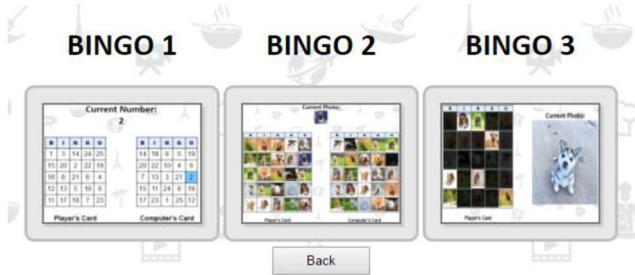 BINGO 1
BINGO 2
BINGO 3
Current Number:
2
B I N G O
1 3 14 24 25
15 20 2 22 19
16 8 21 6 4
12 13 5 10 9
11 17 18 7 23
Player's Card
B I N G O
14 18 8 5 19
20 22 10 4 6
7 13 3 21 2
15 11 24 9 16
17 23 1 25 12
Computer's Card
Current Photo:
B I N G O
B I N G O
Player's Card
Computer's Card
B I N G O
Current Photo:
Player's Card
Back